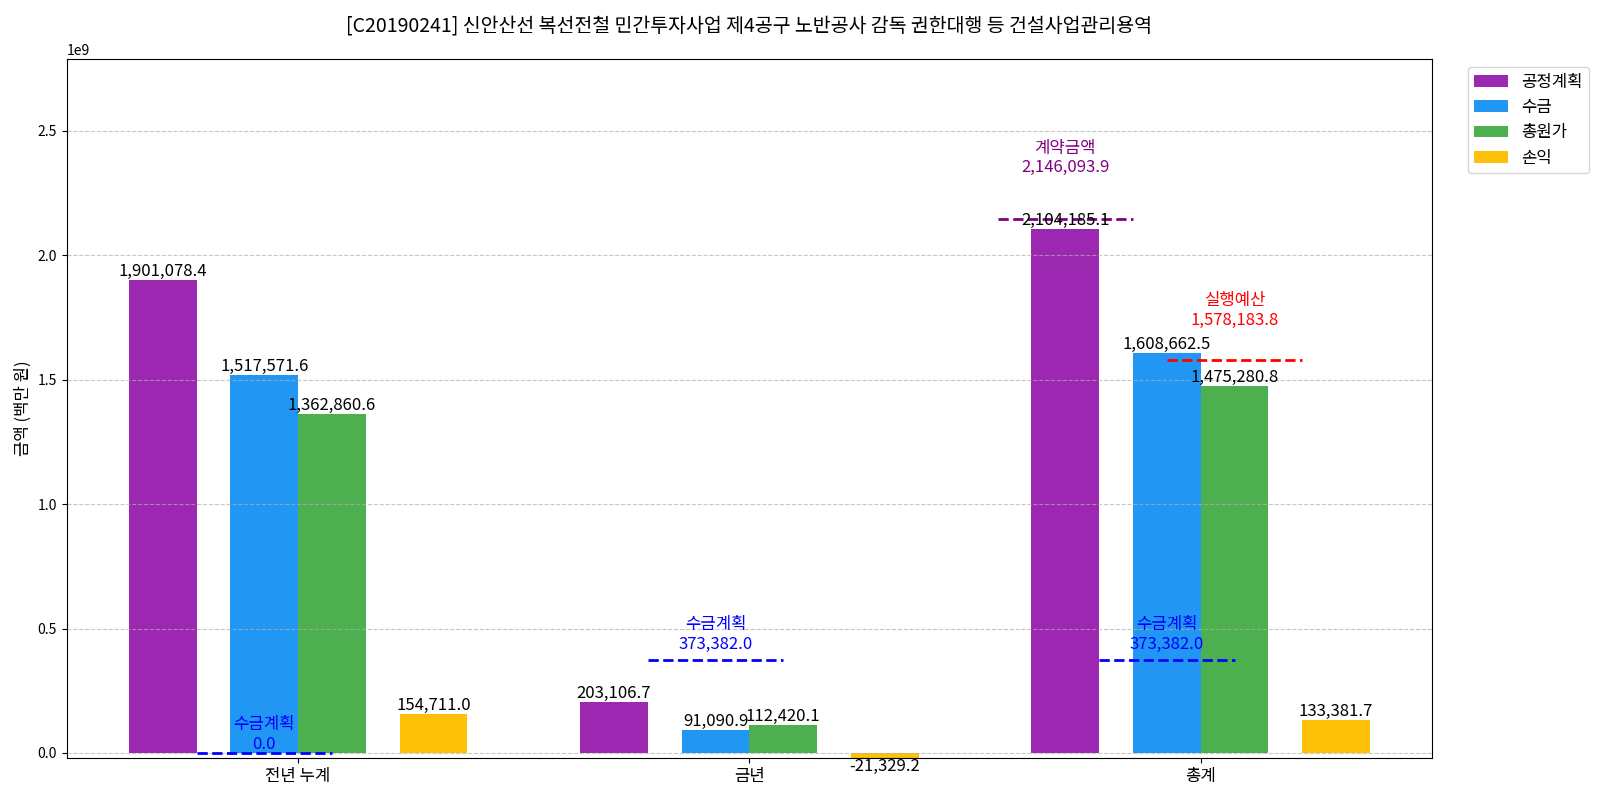 [C20190241] 신안산선 복선전철 민간투자사업 제4공구 노반공사 감독 권한대행 등 건설사업관리용역
1e9
공정계획
수금
총원가
손익
금액 (백만 원)
2.5
2.0
1.5
1.0
0.5
0.0
계약금액
2,146,093.9
2,104,185.1
1,901,078.4
실행예산
1,578,183.8
1,608,662.5
1,517,571.6
1,475,280.8
1,362,860.6
수금계획
373,382.0
수금계획
373,382.0
203,106.7
154,711.0
91,090.9
112,420.1
133,381.7
수금계획
0.0
-21,329.2
전년 누계
금년
총계